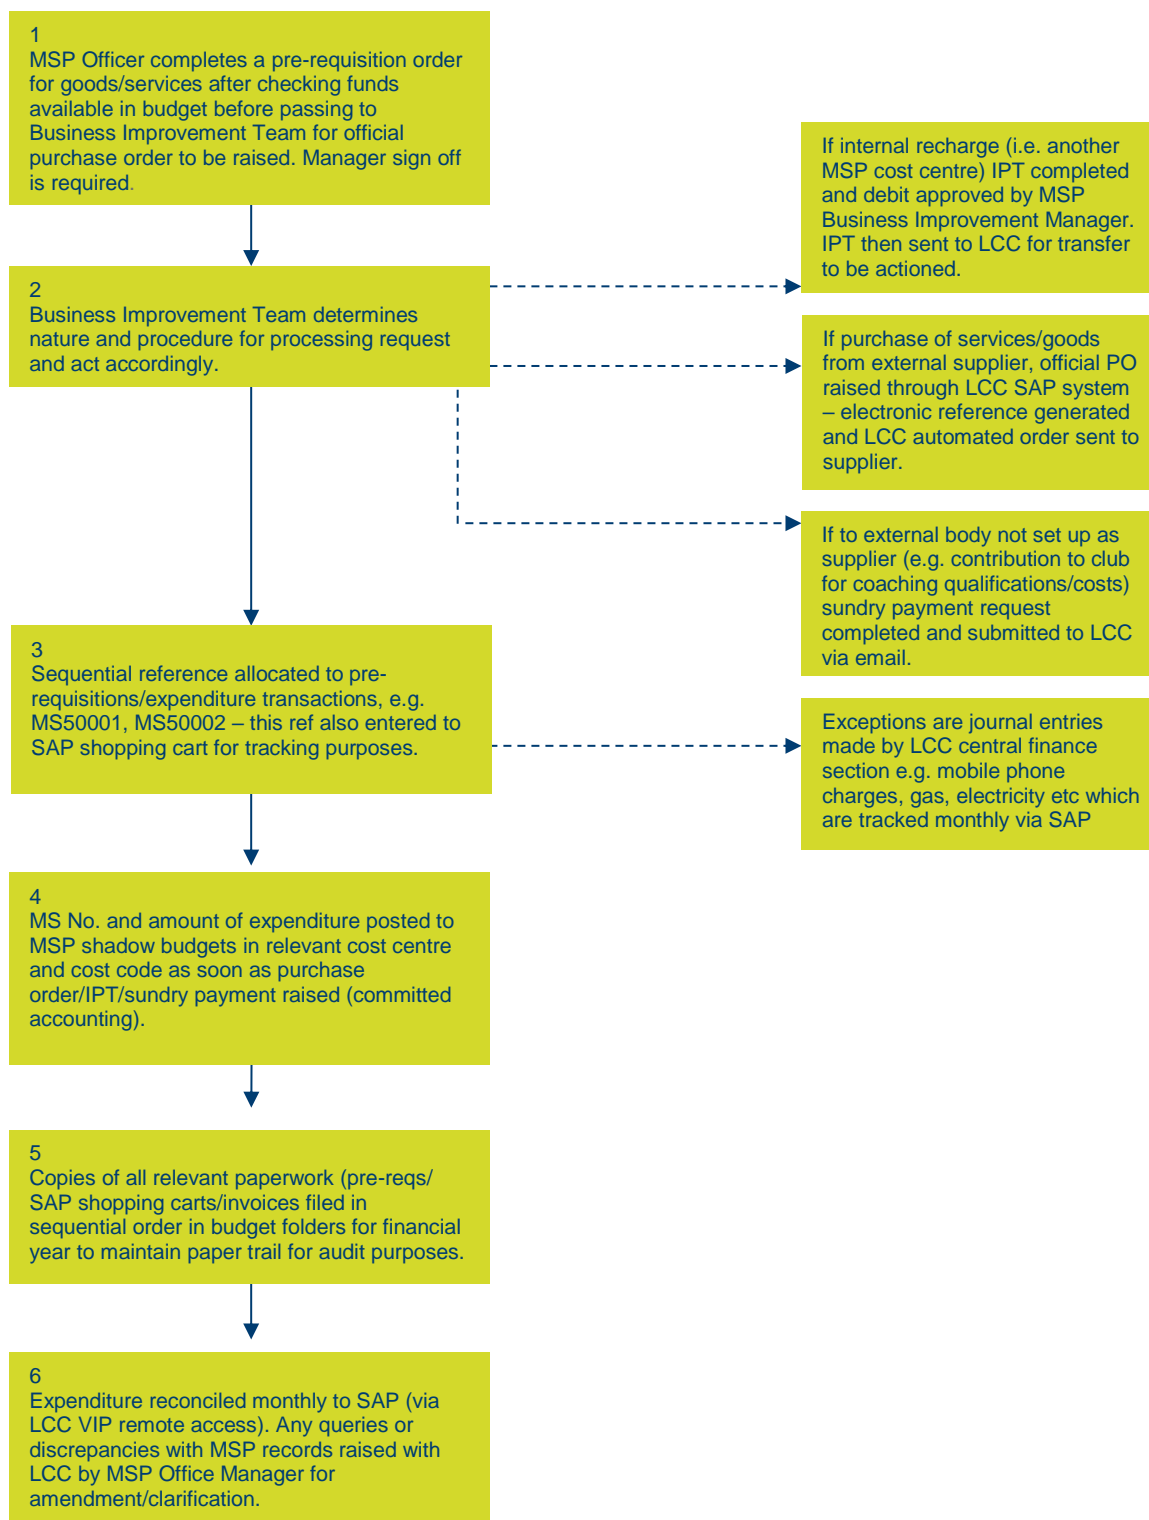 1
MSP Officer completes a pre-requisition order
for goods/services after checking funds
available in budget before passing to
Business Improvement Team for official
purchase order to be raised. Manager sign off
is required.
If internal recharge (i.e. another
MSP cost centre) IPT completed
and debit approved by MSP
Business Improvement Manager.
IPT then sent to LCC for transfer
to be actioned.
2
Business Improvement Team determines
nature and procedure for processing request
and act accordingly.
If purchase of services/goods
from external supplier, official PO
raised through LCC SAP system
– electronic reference generated
and LCC automated order sent to
supplier.
If to external body not set up as
supplier (e.g. contribution to club
for coaching qualifications/costs)
sundry payment request
completed and submitted to LCC
via email.
3
Sequential reference allocated to pre-
requisitions/expenditure transactions, e.g.
MS50001, MS50002 – this ref also entered to
SAP shopping cart for tracking purposes.
Exceptions are journal entries
made by LCC central finance
section e.g. mobile phone
charges, gas, electricity etc which
are tracked monthly via SAP
4
MS No. and amount of expenditure posted to
MSP shadow budgets in relevant cost centre
and cost code as soon as purchase
order/IPT/sundry payment raised (committed
accounting).
5
Copies of all relevant paperwork (pre-reqs/
SAP shopping carts/invoices filed in
sequential order in budget folders for financial
year to maintain paper trail for audit purposes.
6
Expenditure reconciled monthly to SAP (via
LCC VIP remote access). Any queries or
discrepancies with MSP records raised with
LCC by MSP Office Manager for
amendment/clarification.